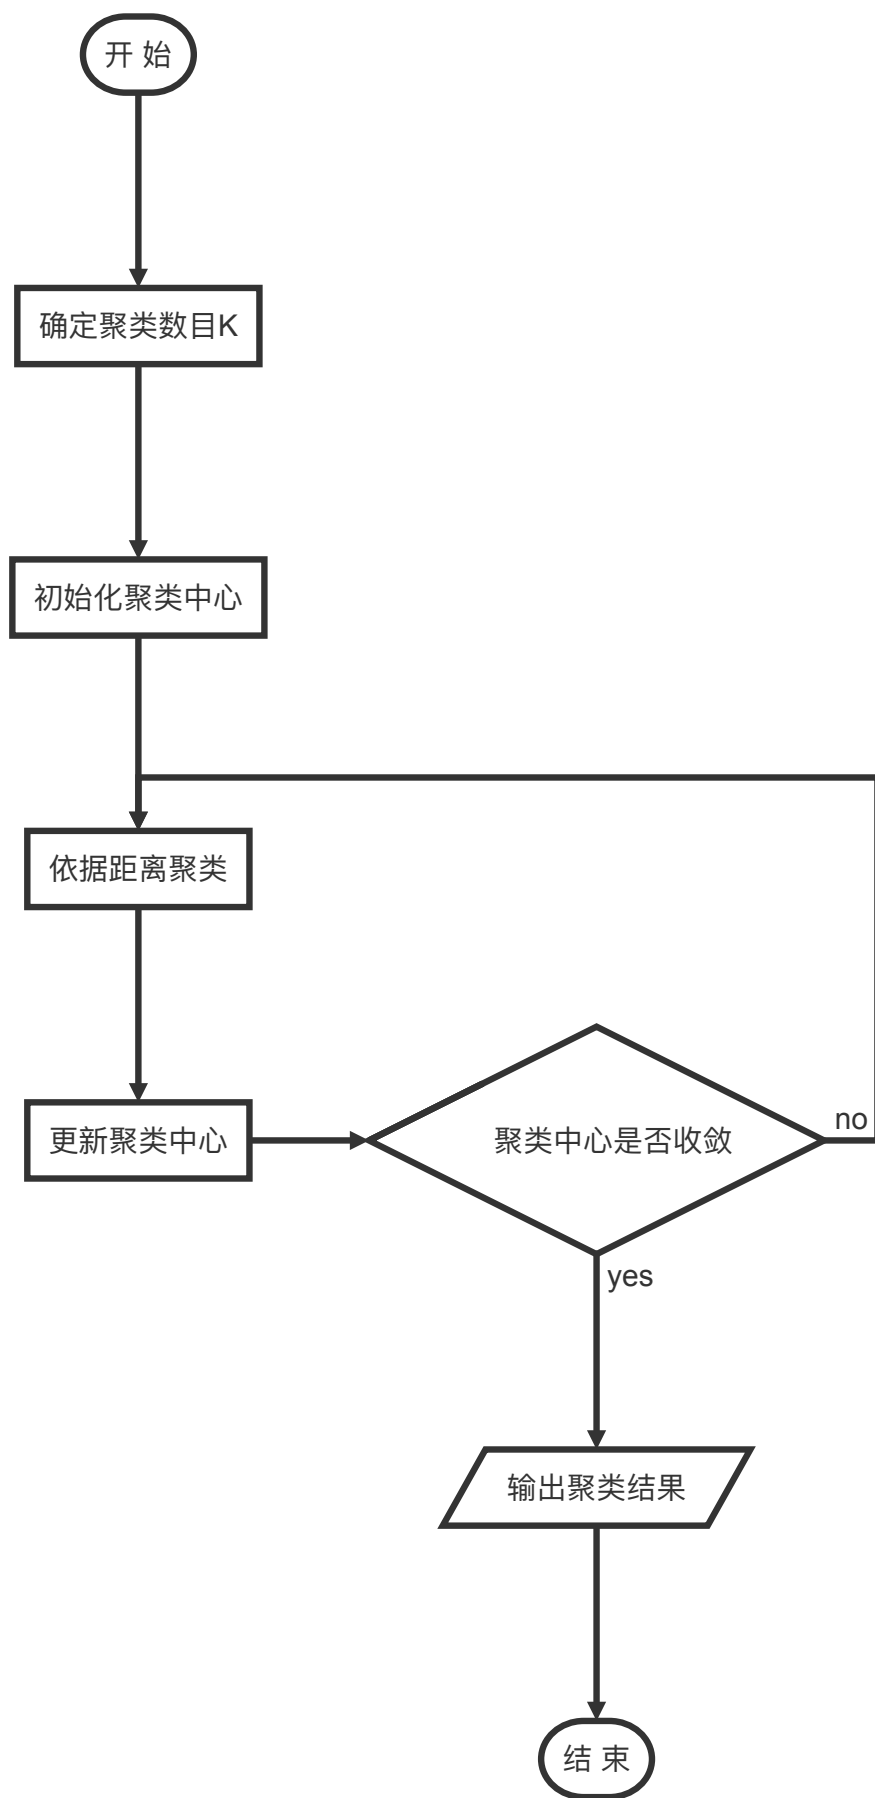 开 始
确定聚类数目K
初始化聚类中心
依据距离聚类
更新聚类中心
聚类中心是否收敛
no
yes
输出聚类结果
结 束